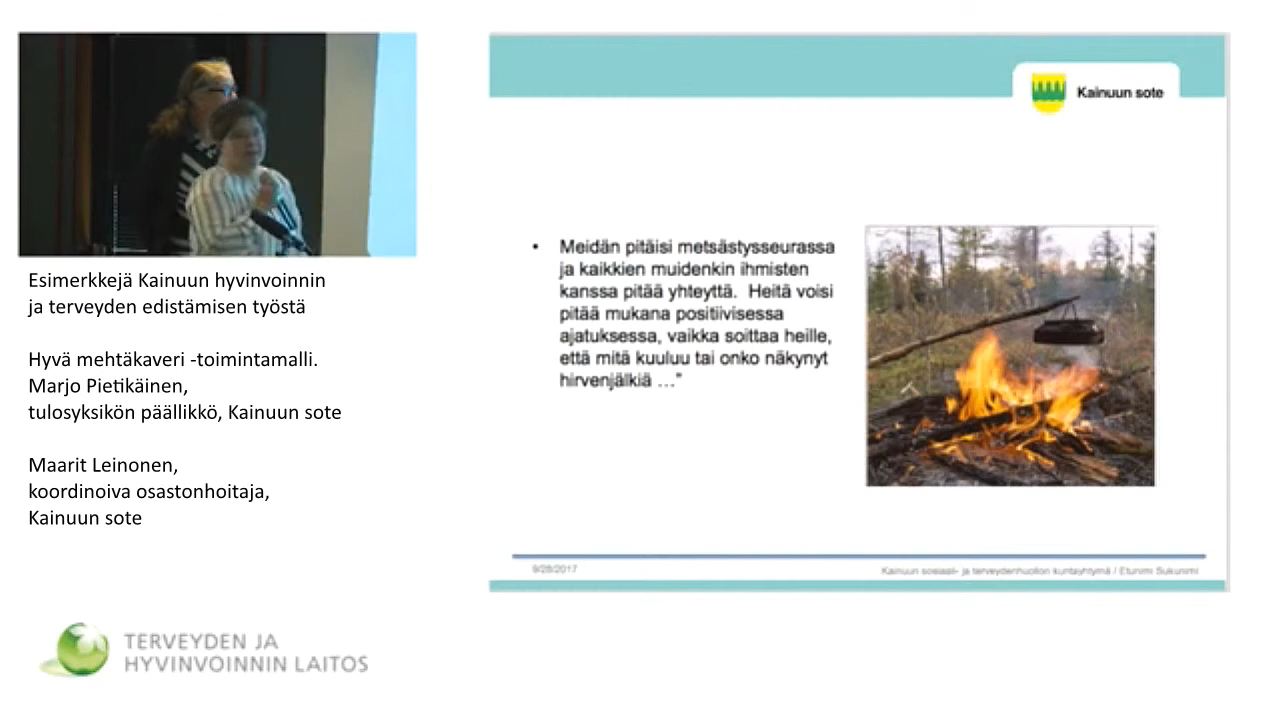 Esimerkkejä Kainuun hyvinvoinnin
ja terveyden edistämisen työstä
Hyvä mehtäkaveri -toimintamalli.
Marjo Pietikäinen,
tulosyksikön päällikkö, Kainuun sote
Maarit Leinonen,
koordinoiva osastonhoitaja,
Kainuun sote
TERVEYDEN JA
HYVINVOINNIN LAITOS
Kainuun sote
• Meidän pitäisi metsästysseurassa
ja kaikkien muidenkin ihmisten
kanssa pitää yhteyttä. Heitä voisi
pitää mukana positiivisessa
ajatuksessa, vaikka soittaa heille,
että mitä kuuluu tai onko näkynyt
hirvenjälkiä …"
9/28/2017
Kainuun sosiaali- ja terveydenhuollon kuntayhtymä / Etunimi Sukunimi